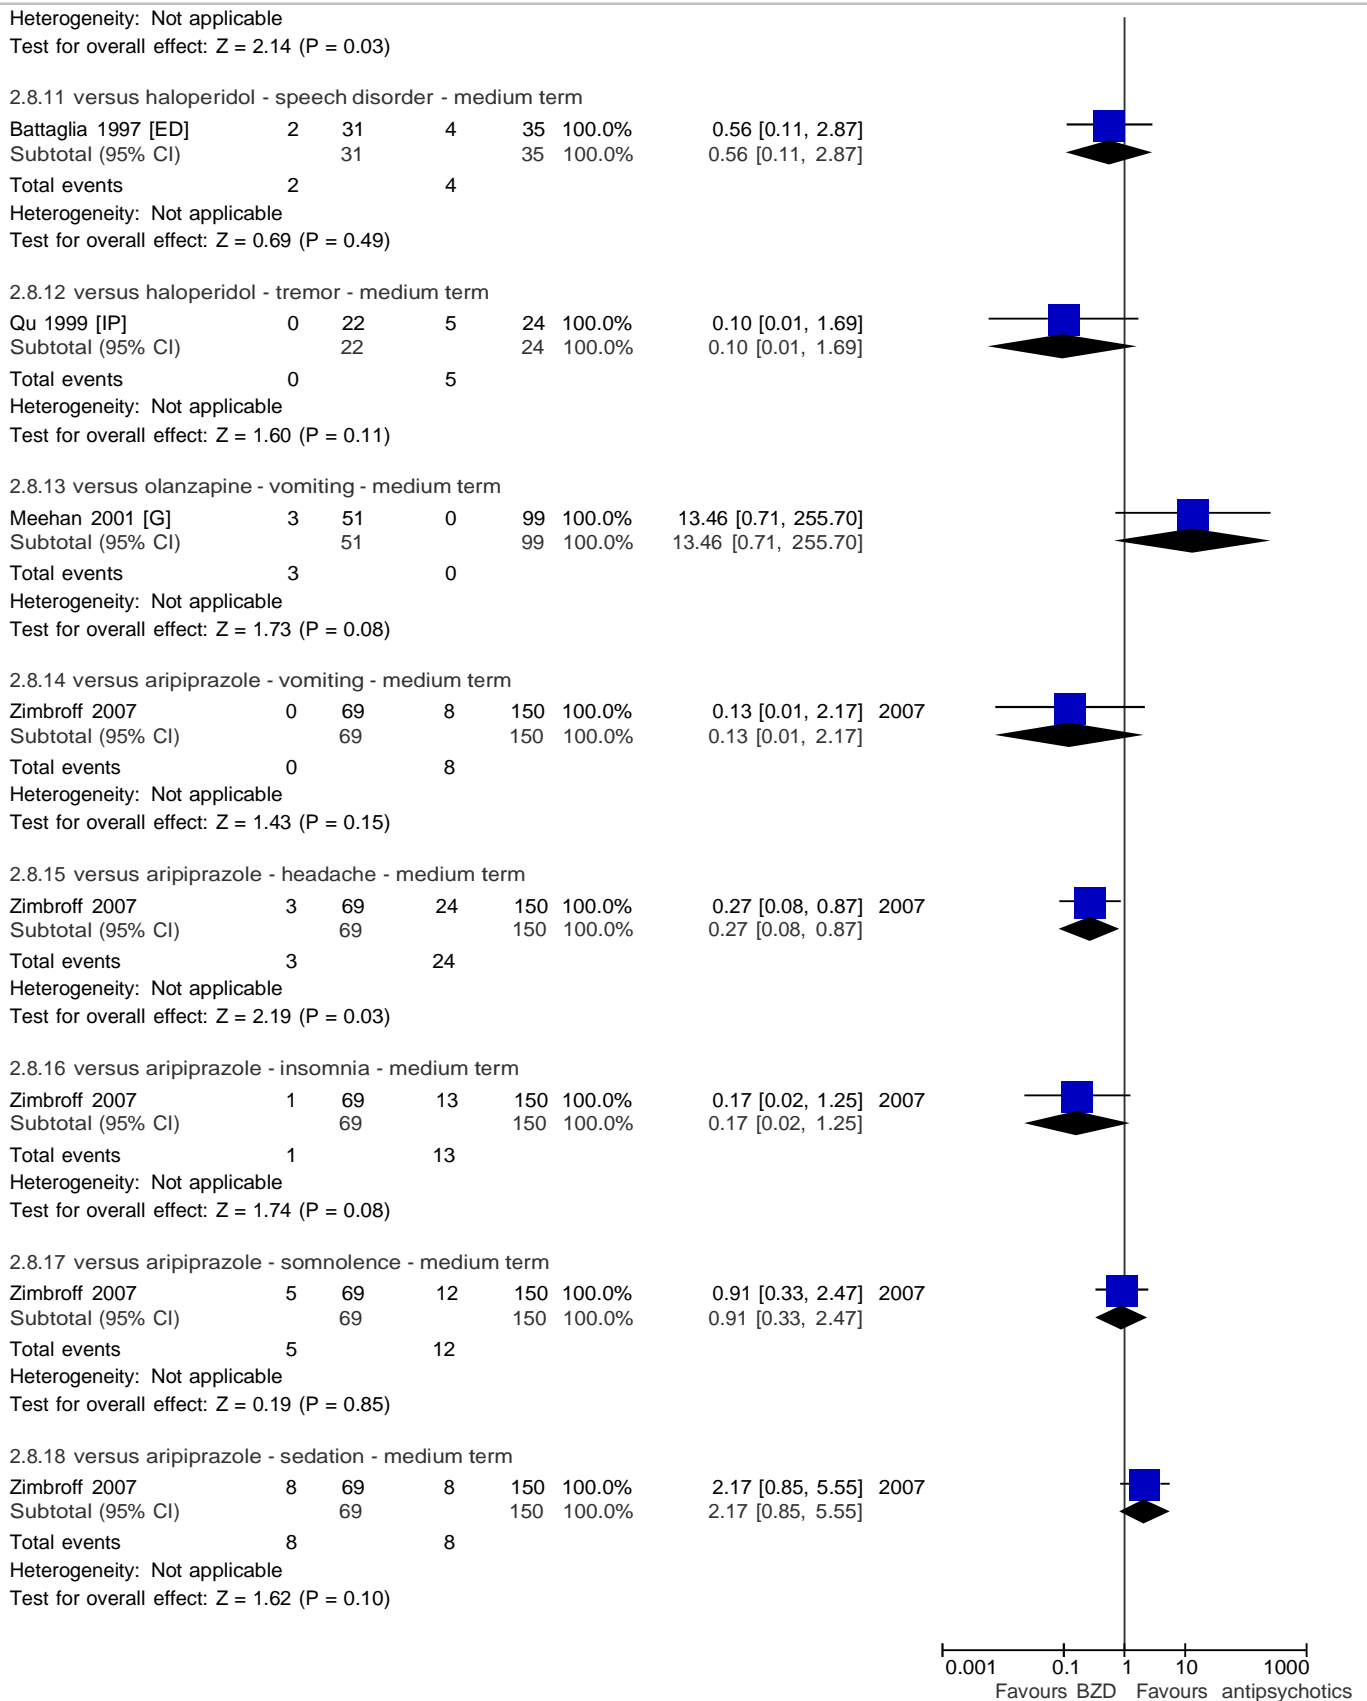 Heterogeneity: Not applicable
Test for overall effect: Z = 2.14 (P = 0.03)
2.8.11 versus haloperidol - speech disorder - medium term
Battaglia 1997 [ED] 2 31 4 35 100.0% 0.56 [0.11, 2.87]
Subtotal (95% CI) 31 35 100.0% 0.56 [0.11, 2.87]
Total events 2 4
Heterogeneity: Not applicable
Test for overall effect: Z = 0.69 (P = 0.49)
2.8.12 versus haloperidol - tremor - medium term
Qu 1999 [IP] 0 22 5 24 100.0% 0.10 [0.01, 1.69]
Subtotal (95% CI) 22 24 100.0% 0.10 [0.01, 1.69]
Total events 0 5
Heterogeneity: Not applicable
Test for overall effect: Z = 1.60 (P = 0.11)
2.8.13 versus olanzapine - vomiting - medium term
Meehan 2001 [G] 3 51 0 99 100.0% 13.46 [0.71, 255.70]
Subtotal (95% CI) 51 99 100.0% 13.46 [0.71, 255.70]
Total events 3 0
Heterogeneity: Not applicable
Test for overall effect: Z = 1.73 (P = 0.08)
2.8.14 versus aripiprazole - vomiting - medium term
Zimbroff 2007 0 69 8 150 100.0% 0.13 [0.01, 2.17] 2007
Subtotal (95% CI) 69 150 100.0% 0.13 [0.01, 2.17]
Total events 0 8
Heterogeneity: Not applicable
Test for overall effect: Z = 1.43 (P = 0.15)
2.8.15 versus aripiprazole - headache - medium term
Zimbroff 2007 3 69 24 150 100.0% 0.27 [0.08, 0.87] 2007
Subtotal (95% CI) 69 150 100.0% 0.27 [0.08, 0.87]
Total events 3 24
Heterogeneity: Not applicable
Test for overall effect: Z = 2.19 (P = 0.03)
2.8.16 versus aripiprazole - insomnia - medium term
Zimbroff 2007 1 69 13 150 100.0% 0.17 [0.02, 1.25] 2007
Subtotal (95% CI) 69 150 100.0% 0.17 [0.02, 1.25]
Total events 1 13
Heterogeneity: Not applicable
Test for overall effect: Z = 1.74 (P = 0.08)
2.8.17 versus aripiprazole - somnolence - medium term
Zimbroff 2007 5 69 12 150 100.0% 0.91 [0.33, 2.47] 2007
Subtotal (95% CI) 69 150 100.0% 0.91 [0.33, 2.47]
Total events 5 12
Heterogeneity: Not applicable
Test for overall effect: Z = 0.19 (P = 0.85)
2.8.18 versus aripiprazole - sedation - medium term
Zimbroff 2007 8 69 8 150 100.0% 2.17 [0.85, 5.55] 2007
Subtotal (95% CI) 69 150 100.0% 2.17 [0.85, 5.55]
Total events 8 8
Heterogeneity: Not applicable
Test for overall effect: Z = 1.62 (P = 0.10)
0.001 0.1 1 10 1000
Favours BZD Favours antipsychotics